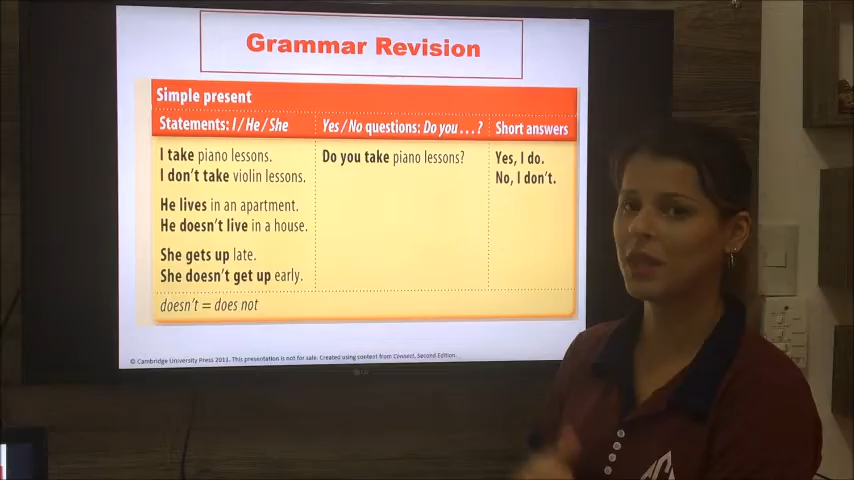 Grammar Revision
Simple present
Statements: I / He / She
Yes / No questions: Do you . . . ?
Short answers
I take piano lessons.
I don't take violin lessons.
He lives in an apartment.
He doesn't live in a house.
She gets up late.
She doesn't get up early.
Do you take piano lessons?
Yes, I do.
No, I don't.
doesn't = does not
© Cambridge University Press 2011. This presentation is not for sale. Created using content from Connect, Second Edition.
LG